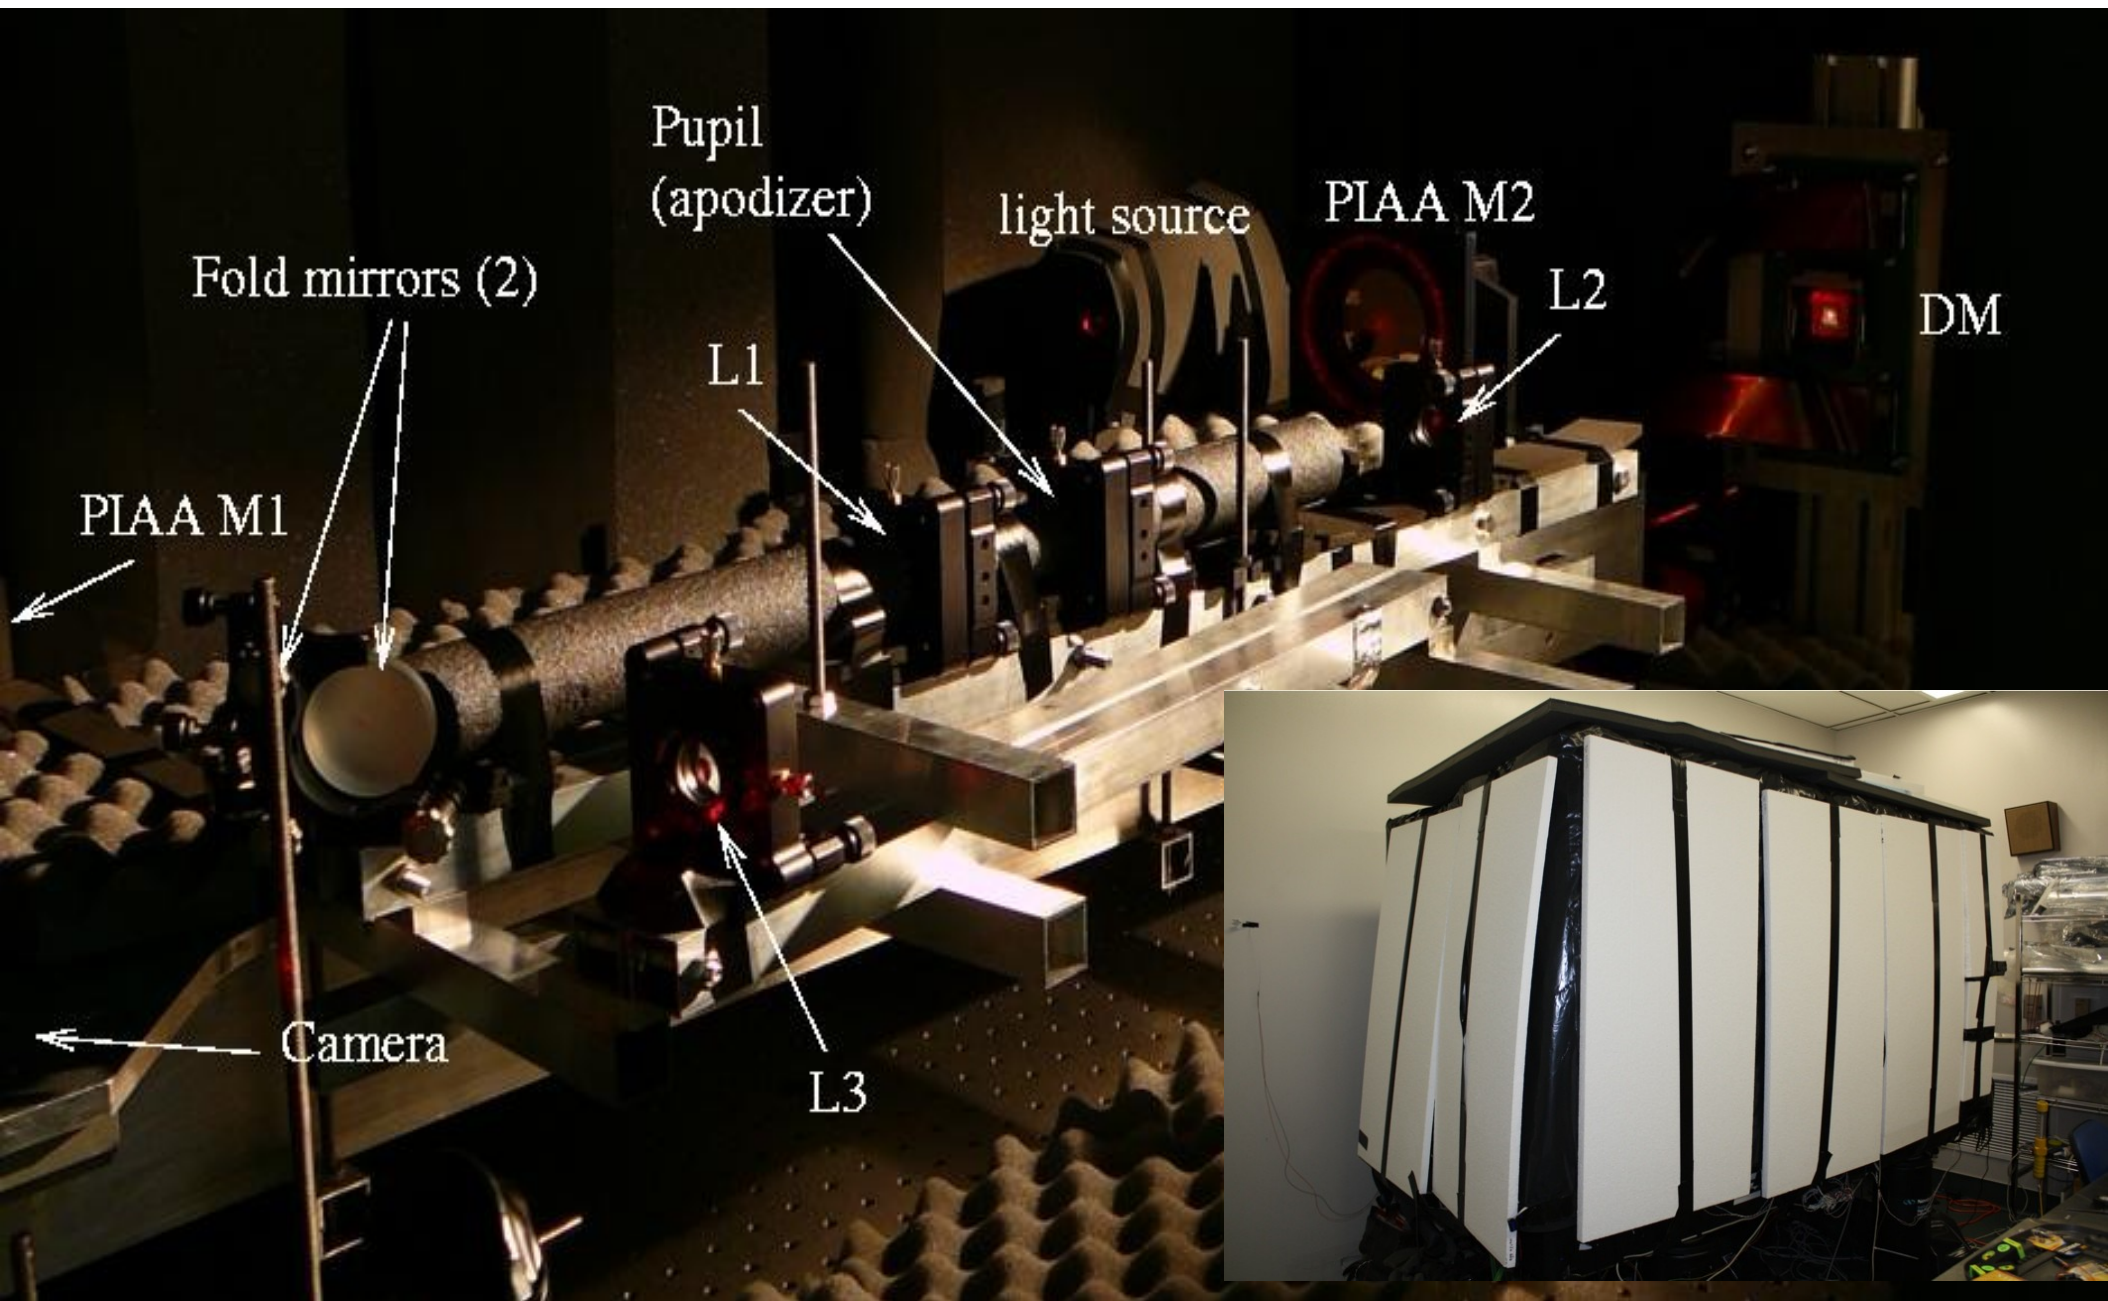 Pupil
(apodizer)
light source
PIAA M2
Fold mirrors (2)
L2
DM
L1
PIAA M1
Camera
L3